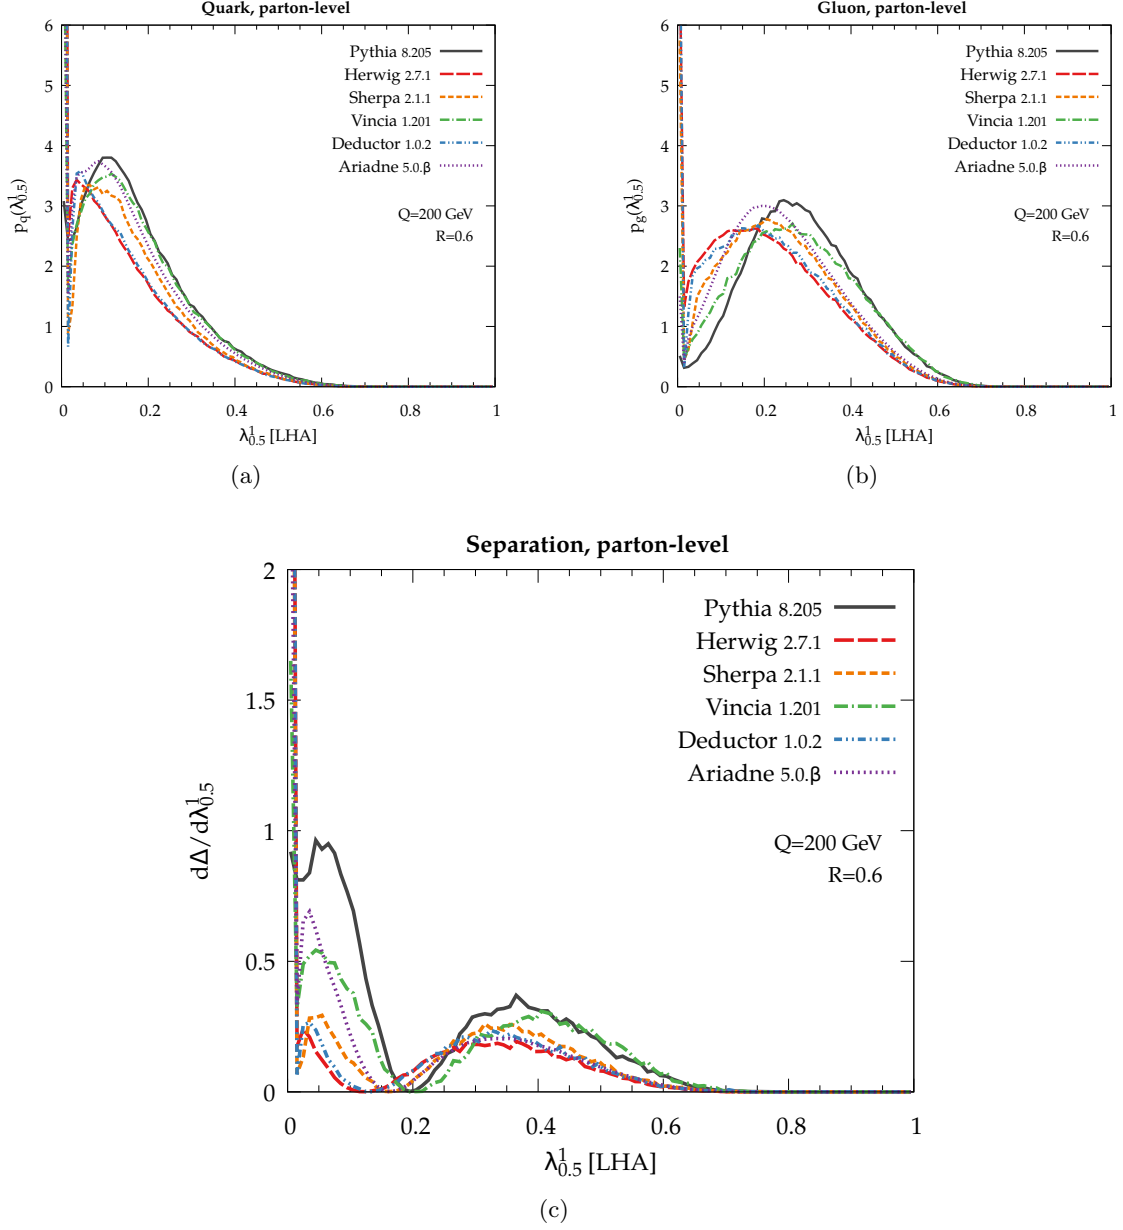 Quark, parton-level
6
5
4
3
2
1
0
p_q(λ^1_0.5)
Pythia 8.205
Herwig 2.7.1
Sherpa 2.1.1
Vincia 1.201
Deductor 1.0.2
Ariadne 5.0.β
Q=200 GeV
R=0.6
0 0.2 0.4 0.6 0.8 1
λ^1_0.5 [LHA]
(a)
Gluon, parton-level
6
5
4
3
2
1
0
p_g(λ^1_0.5)
Pythia 8.205
Herwig 2.7.1
Sherpa 2.1.1
Vincia 1.201
Deductor 1.0.2
Ariadne 5.0.β
Q=200 GeV
R=0.6
0 0.2 0.4 0.6 0.8 1
λ^1_0.5 [LHA]
(b)
Separation, parton-level
2
1.5
1
0.5
0
dΔ/dλ^1_0.5
Pythia 8.205
Herwig 2.7.1
Sherpa 2.1.1
Vincia 1.201
Deductor 1.0.2
Ariadne 5.0.β
Q=200 GeV
R=0.6
0 0.2 0.4 0.6 0.8 1
λ^1_0.5 [LHA]
(c)